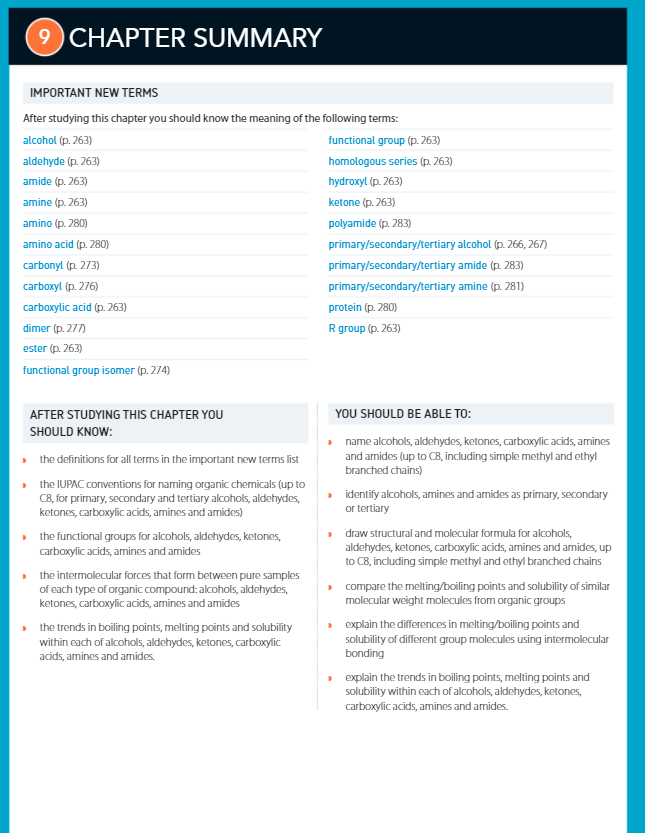 9 CHAPTER SUMMARY
IMPORTANT NEW TERMS
After studying this chapter you should know the meaning of the following terms:
alcohol (p. 263)
aldehyde (p. 263)
amide (p. 263)
amine (p. 263)
amino (p. 280)
amino acid (p. 280)
carbonyl (p. 273)
carboxyl (p. 276)
carboxylic acid (p. 263)
dimer (p. 277)
ester (p. 263)
functional group isomer (p. 274)
functional group (p. 263)
homologous series (p. 263)
hydroxyl (p. 263)
ketone (p. 263)
polyamide (p. 283)
primary/secondary/tertiary alcohol (p. 266, 267)
primary/secondary/tertiary amide (p. 283)
primary/secondary/tertiary amine (p. 281)
protein (p. 280)
R group (p. 263)
AFTER STUDYING THIS CHAPTER YOU
SHOULD KNOW:
the definitions for all terms in the important new terms list
the IUPAC conventions for naming organic chemicals (up to
C8, for primary, secondary and tertiary alcohols, aldehydes,
ketones, carboxylic acids, amines and amides)
the functional groups for alcohols, aldehydes, ketones,
carboxylic acids, amines and amides
the intermolecular forces that form between pure samples
of each type of organic compound: alcohols, aldehydes,
ketones, carboxylic acids, amines and amides
the trends in boiling points, melting points and solubility
within each of alcohols, aldehydes, ketones, carboxylic
acids, amines and amides.
YOU SHOULD BE ABLE TO:
name alcohols, aldehydes, ketones, carboxylic acids, amines
and amides (up to C8, including simple methyl and ethyl
branched chains)
identify alcohols, amines and amides as primary, secondary
or tertiary
draw structural and molecular formula for alcohols,
aldehydes, ketones, carboxylic acids, amines and amides, up
to C8, including simple methyl and ethyl branched chains
compare the melting/boiling points and solubility of similar
molecular weight molecules from organic groups
explain the differences in melting/boiling points and
solubility of different group molecules using intermolecular
bonding
explain the trends in boiling points, melting points and
solubility within each of alcohols, aldehydes, ketones,
carboxylic acids, amines and amides.